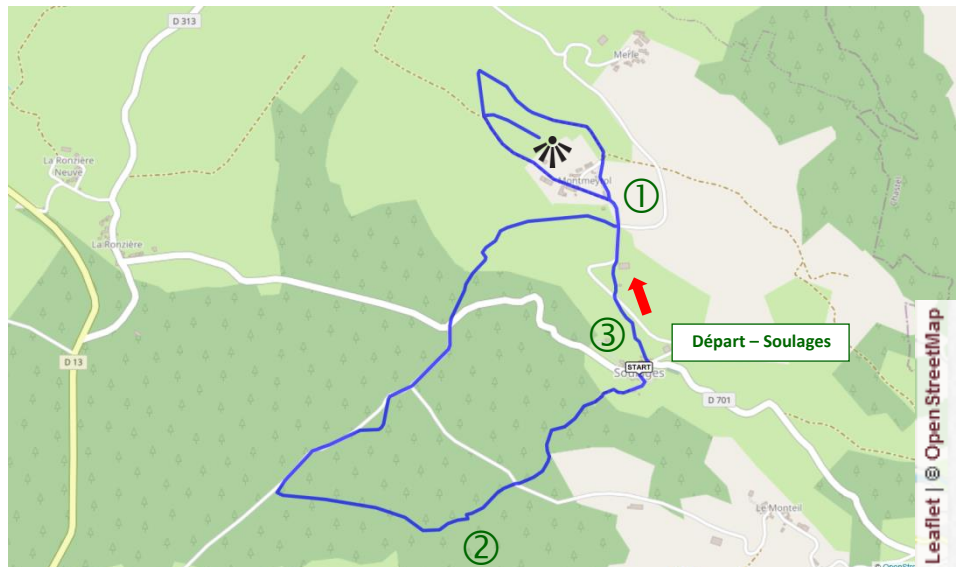 D 313
Merle
La Ronzière
Neuve
Montmeyrol
①
Chastel
La Ronzière
③
Départ – Soulages
START
Soulages
D 13
D 701
Le Monteil
②
Leaflet | © OpenStreetMap